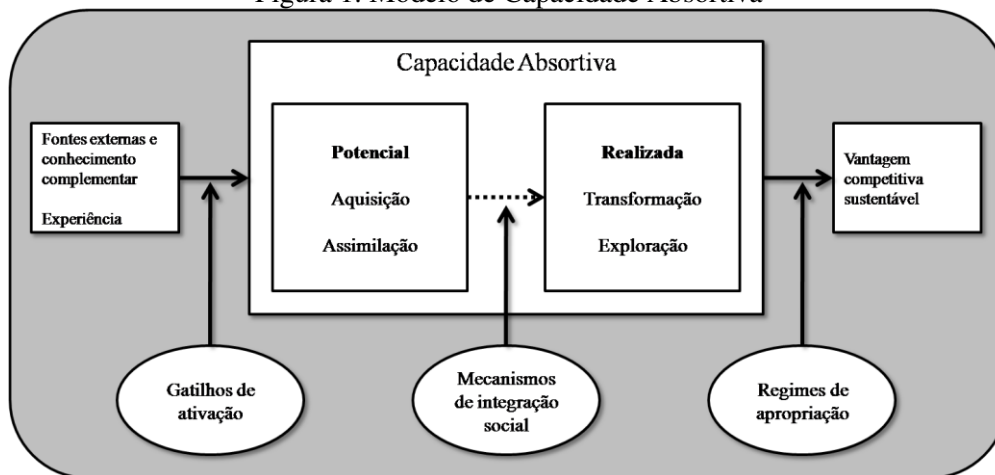 Figura 1: Modelo de Capacidade Absortiva
Capacidade Absortiva
Fontes externas e
conhecimento
complementar
Experiência
Potencial
Aquisição
Assimilação
Realizada
Transformação
Exploração
Vantagem
competitiva
sustentável
Gatilhos de
ativação
Mecanismos
de integração
social
Regimes de
apropriação